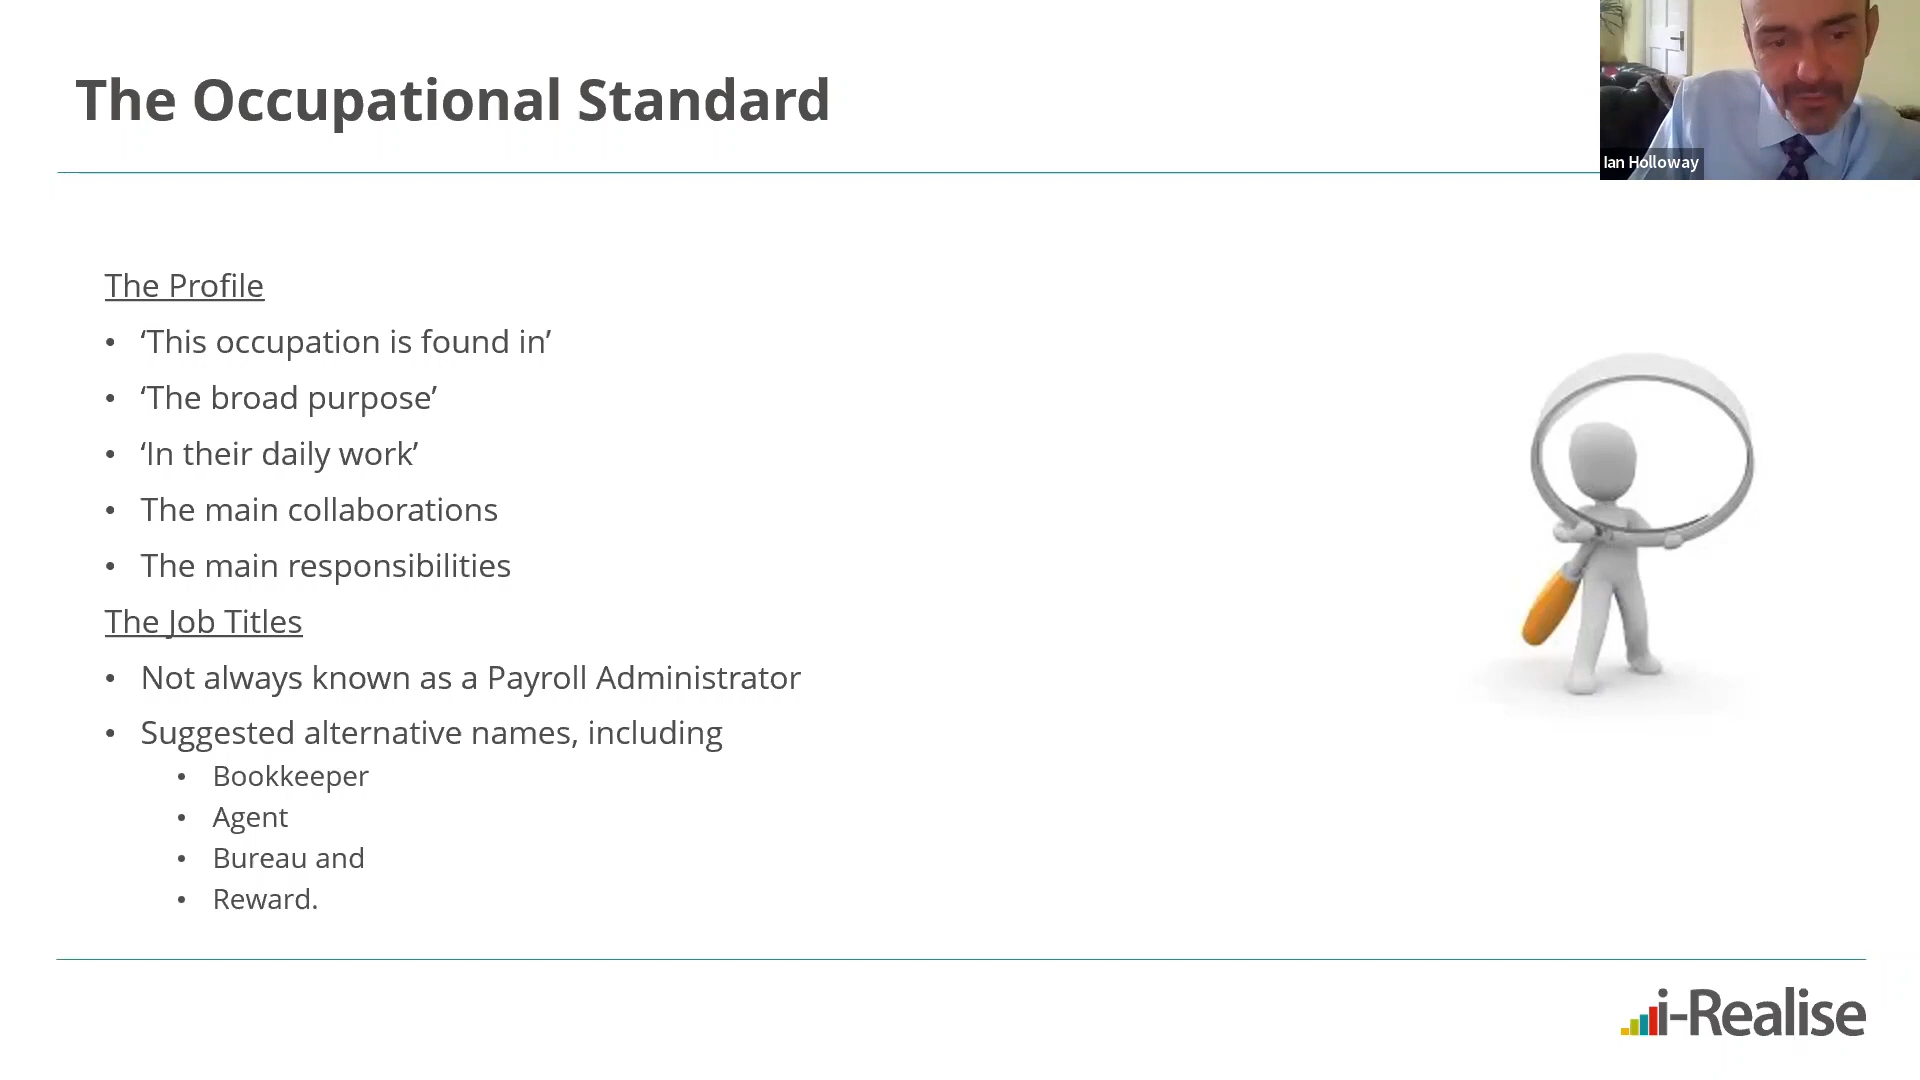 The Occupational Standard
Ian Holloway
The Profile
• ‘This occupation is found in’
• ‘The broad purpose’
• ‘In their daily work’
• The main collaborations
• The main responsibilities
The Job Titles
• Not always known as a Payroll Administrator
• Suggested alternative names, including
• Bookkeeper
• Agent
• Bureau and
• Reward.
i-Realise